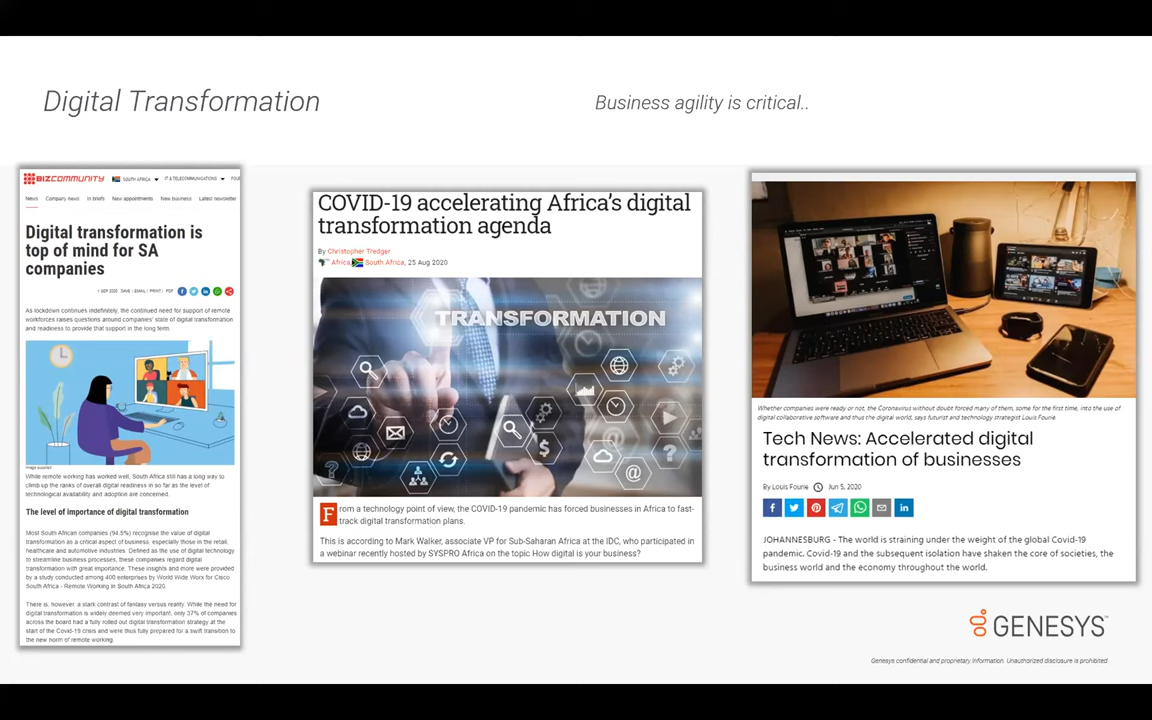 Digital Transformation
Business agility is critical..
BIZCOMMUNITY
SOUTH AFRICA
IT & TELECOMMUNICATIONS
FOU
News Company news In briefs New appointments New business Latest newsletter
Digital transformation is
top of mind for SA
companies
1 SEP 2020 SAVE | EMAIL | PRINT | PDF
As lockdown continues indefinitely, the continued need for support of remote
workforces raises questions around companies' state of digital transformation
and readiness to provide that support in the long term.
Image supplied
While remote working has worked well, South Africa still has a long way to
climb up the ranks of overall digital readiness in so far as the level of
technological availability and adoption are concerned.
The level of importance of digital transformation
Most South African companies (94.5%) recognise the value of digital
transformation as a critical aspect of business, especially those in the retail,
healthcare and automotive industries. Defined as the use of digital technology
to streamline business processes, these companies regard digital
transformation with great importance. These insights and more were provided
by a study conducted among 400 enterprises by World Wide Worx for Cisco
South Africa - Remote Working in South Africa 2020.
There is, however, a stark contrast of fantasy versus reality. While the need for
digital transformation is widely deemed very important, only 37% of companies
across the board had a fully rolled out digital transformation strategy at the
start of the Covid-19 crisis and were thus fully prepared for a swift transition to
the new norm of remote working.
COVID-19 accelerating Africa's digital
transformation agenda
By Christopher Tredger
Africa, South Africa, 25 Aug 2020
TRANSFORMATION
From a technology point of view, the COVID-19 pandemic has forced businesses in Africa to fast-
track digital transformation plans.
This is according to Mark Walker, associate VP for Sub-Saharan Africa at the IDC, who participated in
a webinar recently hosted by SYSPRO Africa on the topic How digital is your business?
Whether companies were ready or not, the Coronavirus without doubt forced many of them, some for the first time, into the use of
digital collaborative software and thus the digital world, says futurist and technology strategist Louis Fourie.
Tech News: Accelerated digital
transformation of businesses
By Louis Fourie Jun 5, 2020
JOHANNESBURG - The world is straining under the weight of the global Covid-19
pandemic. Covid-19 and the subsequent isolation have shaken the core of societies, the
business world and the economy throughout the world.
GENESYS™
Genesys confidential and proprietary information. Unauthorized disclosure is prohibited